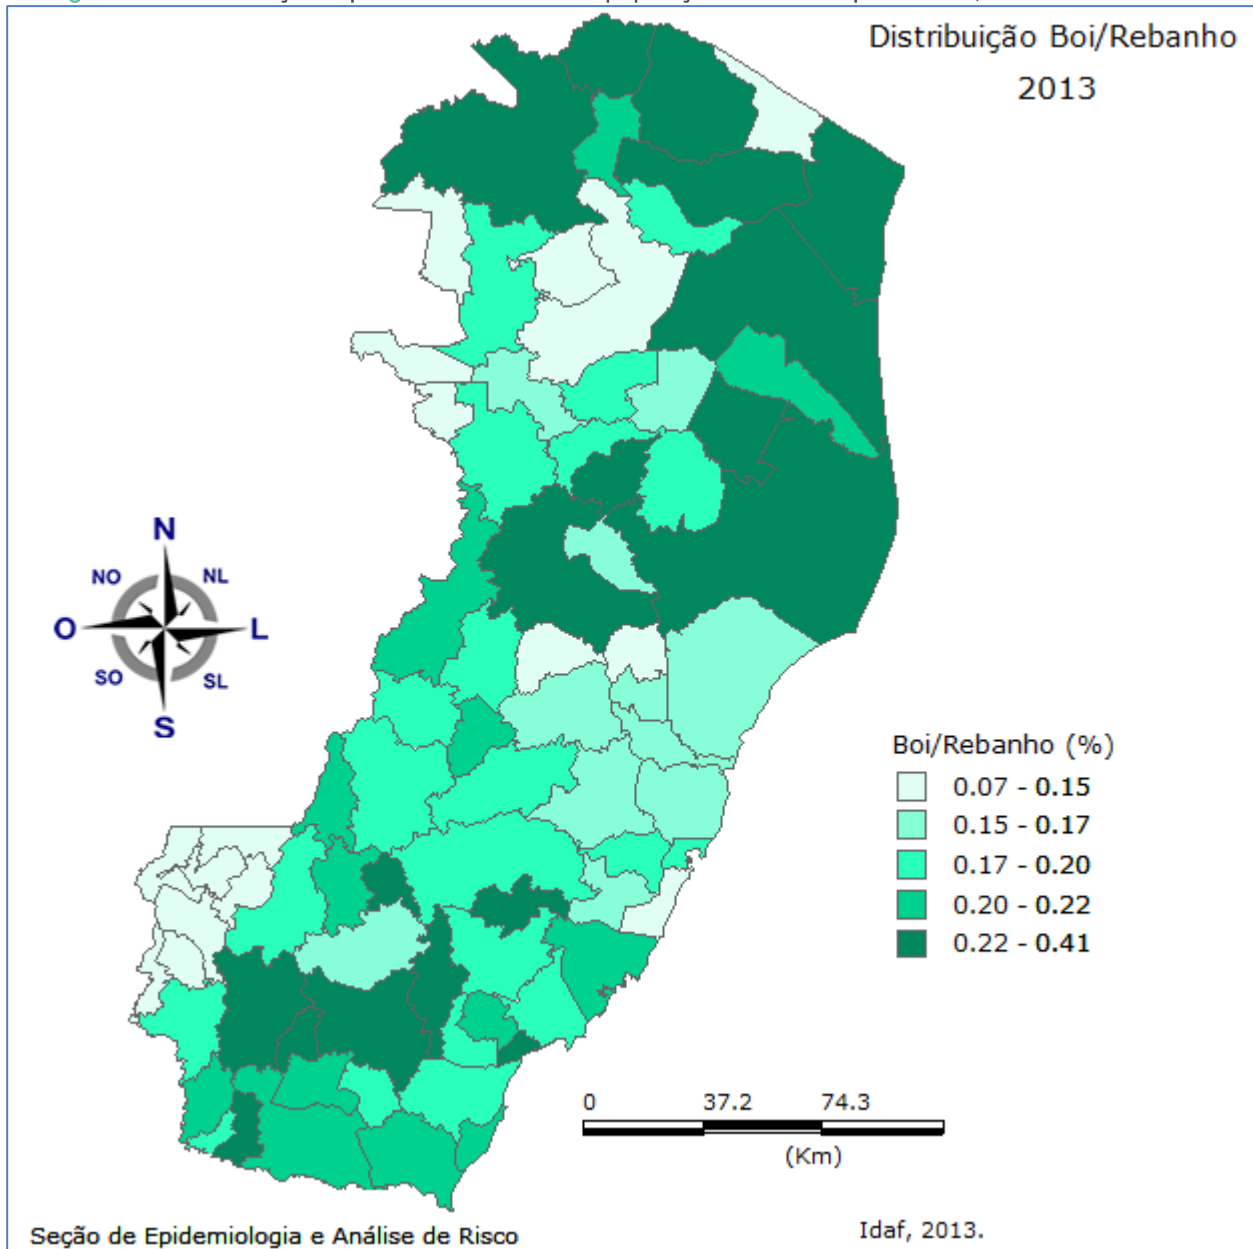 Distribuição Boi/Rebanho
2013
N
NO
NL
O
L
SO
SL
S
Boi/Rebanho (%)
0.07 - 0.15
0.15 - 0.17
0.17 - 0.20
0.20 - 0.22
0.22 - 0.41
0 37.2 74.3
(Km)
Seção de Epidemiologia e Análise de Risco
Idaf, 2013.